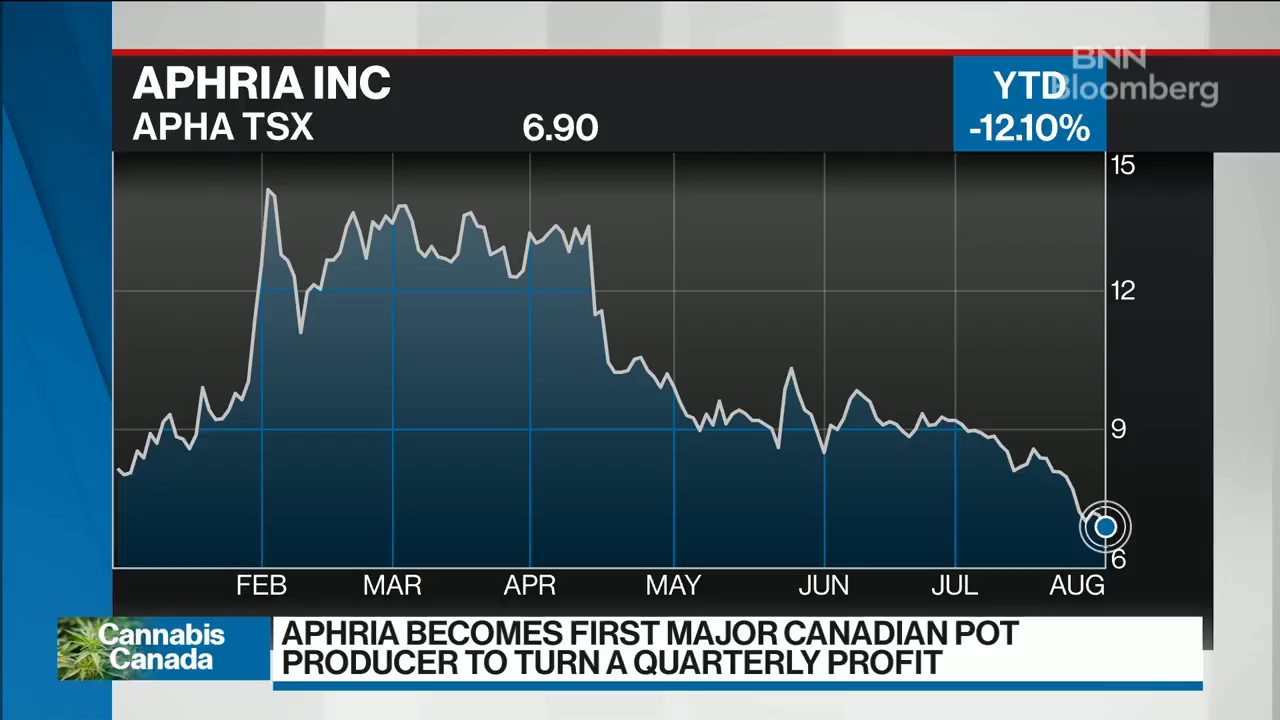 BNN
Bloomberg
APHRIA INC
APHA TSX 6.90
YTD
-12.10%
15
12
9
6
FEB MAR APR MAY JUN JUL AUG
Cannabis
Canada
APHRIA BECOMES FIRST MAJOR CANADIAN POT
PRODUCER TO TURN A QUARTERLY PROFIT